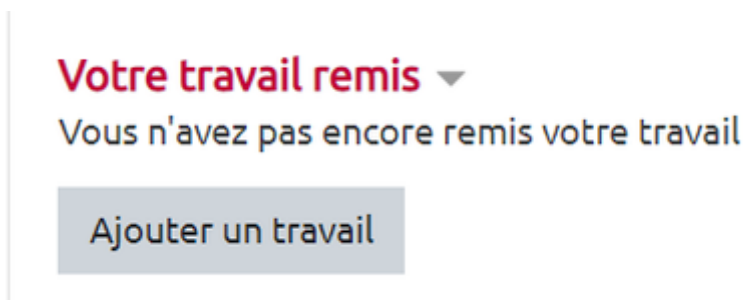 Votre travail remis
Vous n'avez pas encore remis votre travail
Ajouter un travail